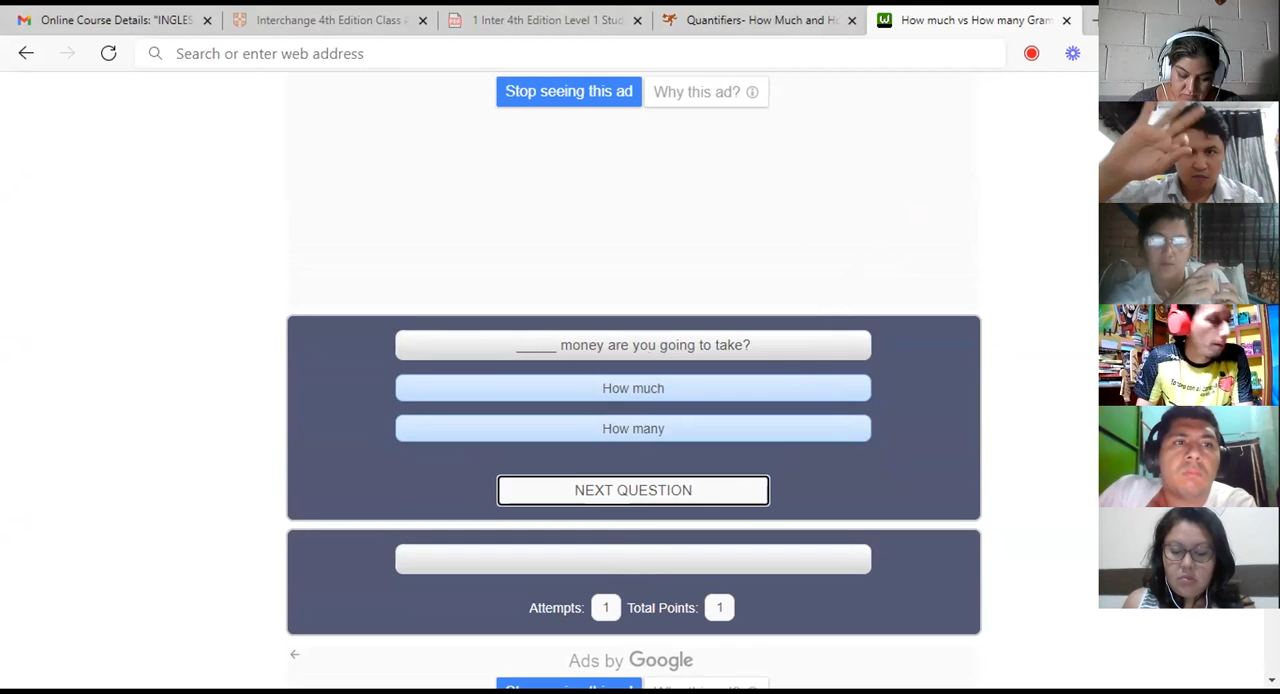 Online Course Details: "INGLES
Interchange 4th Edition Class
1 Inter 4th Edition Level 1 Stud
Quantifiers- How Much and H
How much vs How many Gram
Search or enter web address
Stop seeing this ad
Why this ad?
_____ money are you going to take?
How much
How many
NEXT QUESTION
Attempts: 1 Total Points: 1
Ads by Google